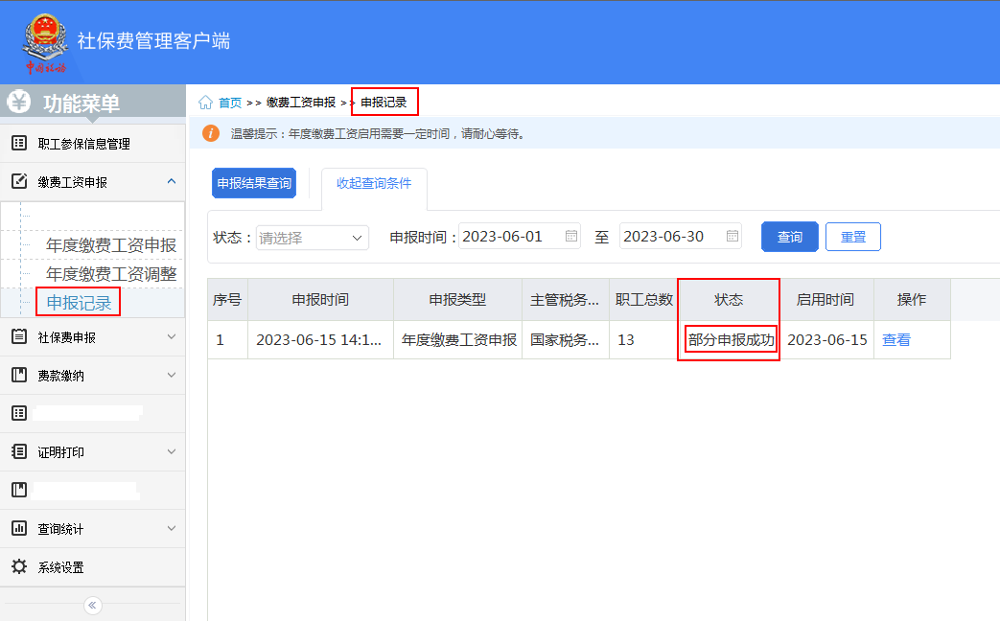 社保费管理客户端
中国税务
功能菜单
职工参保信息管理
缴费工资申报
年度缴费工资申报
年度缴费工资调整
申报记录
社保费申报
费款缴纳
证明打印
查询统计
系统设置
首页 >> 缴费工资申报 >> 申报记录
温馨提示：年度缴费工资启用需要一定时间，请耐心等待。
申报结果查询 收起查询条件
状态： 请选择 申报时间： 2023-06-01 至 2023-06-30 查询 重置
序号 申报时间 申报类型 主管税务... 职工总数 状态 启用时间 操作
1 2023-06-15 14:1... 年度缴费工资申报 国家税务... 13 部分申报成功 2023-06-15 查看